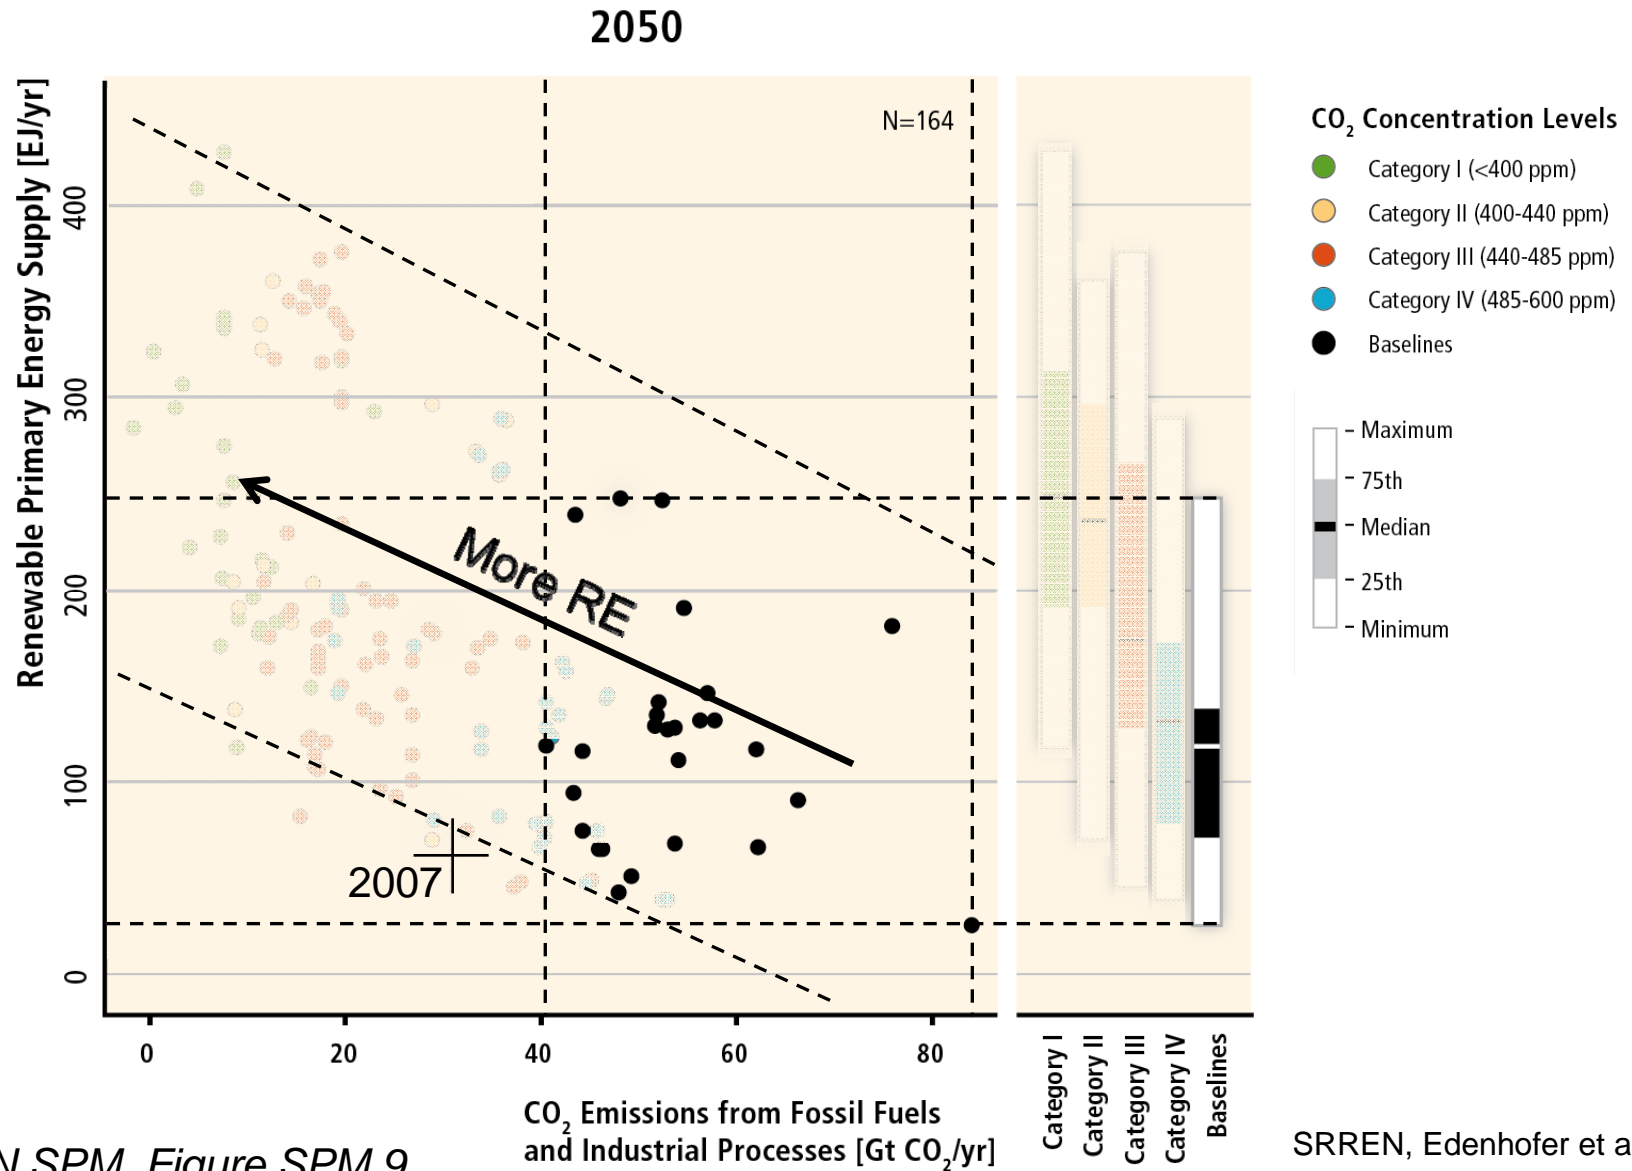 2050
Renewable Primary Energy Supply [EJ/yr]
400
300
200
100
0
N=164
More RE
2007
0 20 40 60 80
CO2 Emissions from Fossil Fuels
and Industrial Processes [Gt CO2/yr]
Category I
Category II
Category III
Category IV
Baselines
CO2 Concentration Levels
Category I (<400 ppm)
Category II (400-440 ppm)
Category III (440-485 ppm)
Category IV (485-600 ppm)
Baselines
Maximum
75th
Median
25th
Minimum
SPM, Figure SPM 9
SRREN, Edenhofer et a